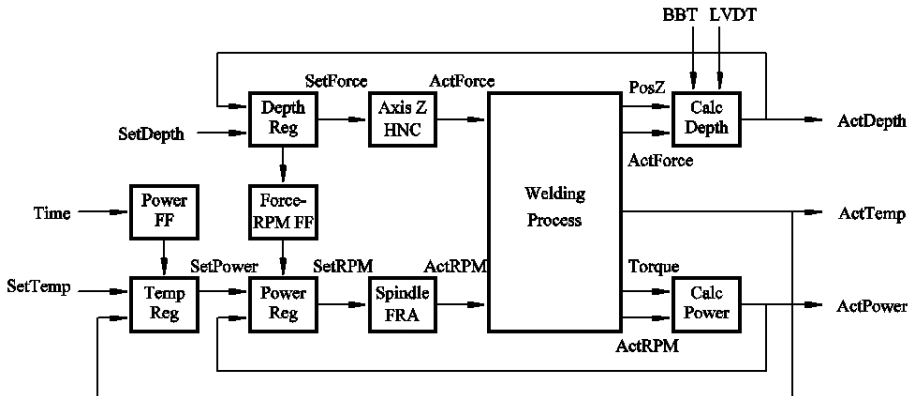 BBT LVDT
SetForce ActForce
PosZ
Depth
Reg
Axis Z
HNC
Calc
Depth
SetDepth
ActDepth
ActForce
Welding
Process
Time
Power
FF
Force-
RPM FF
ActTemp
SetPower SetRPM ActRPM
Torque
SetTemp
Temp
Reg
Power
Reg
Spindle
FRA
Calc
Power
ActPower
ActRPM